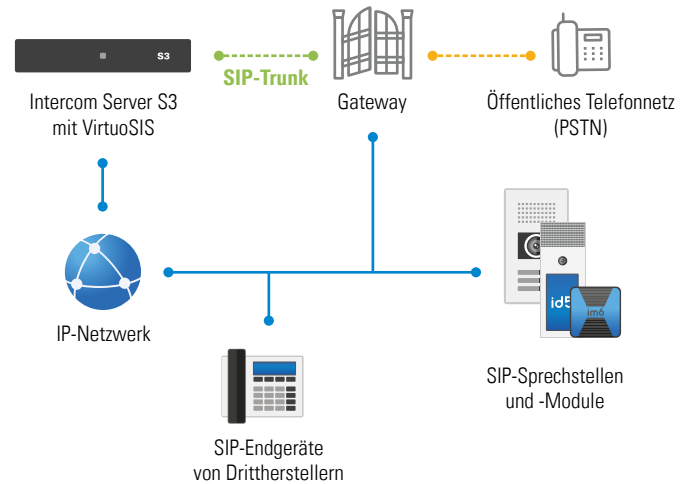 S3
SIP-Trunk
Intercom Server S3
mit VirtuoSIS
Gateway
Öffentliches Telefonnetz
(PSTN)
IP-Netzwerk
id5
im6
SIP-Sprechstellen
und -Module
SIP-Endgeräte
von Drittherstellern